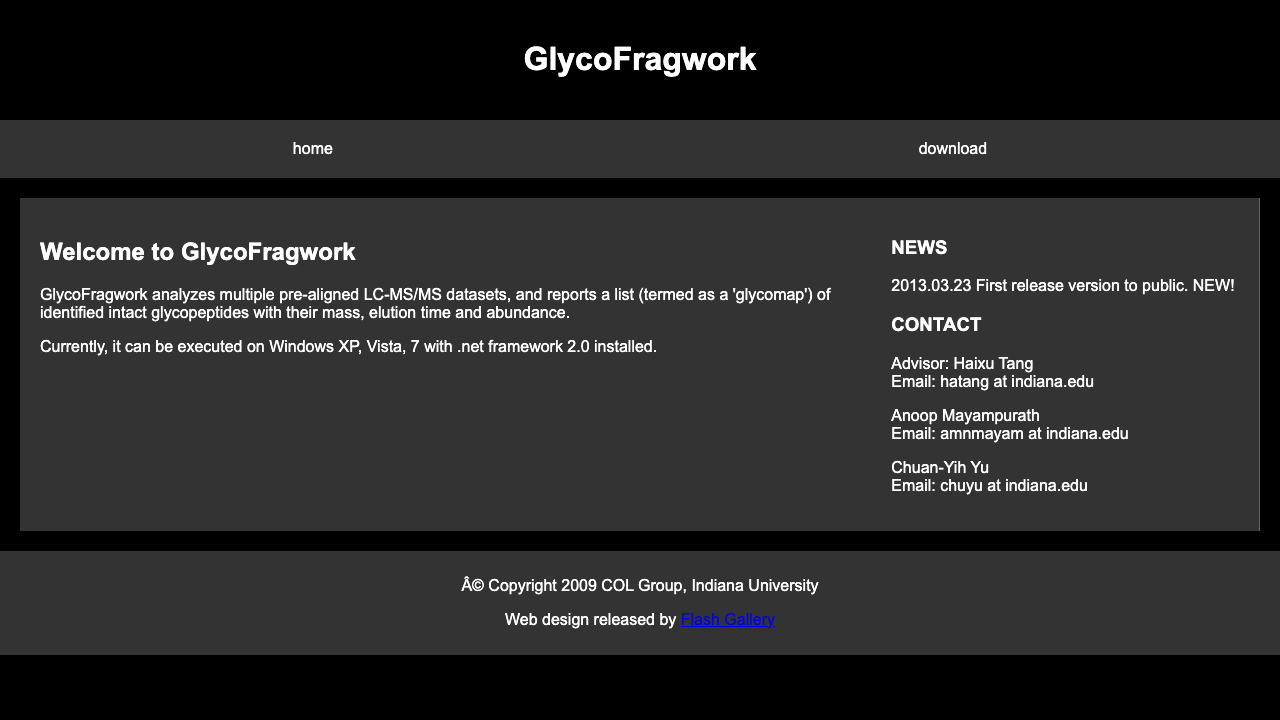 GlycoFragwork
home
download
Welcome to GlycoFragwork
GlycoFragwork analyzes multiple pre-aligned LC-MS/MS datasets, and reports a list (termed as a 'glycomap') of
identified intact glycopeptides with their mass, elution time and abundance.
Currently, it can be executed on Windows XP, Vista, 7 with .net framework 2.0 installed.
NEWS
2013.03.23 First release version to public. NEW!
CONTACT
Advisor: Haixu Tang
Email: hatang at indiana.edu
Anoop Mayampurath
Email: amnmayam at indiana.edu
Chuan-Yih Yu
Email: chuyu at indiana.edu
Â© Copyright 2009 COL Group, Indiana University
Web design released by Flash Gallery